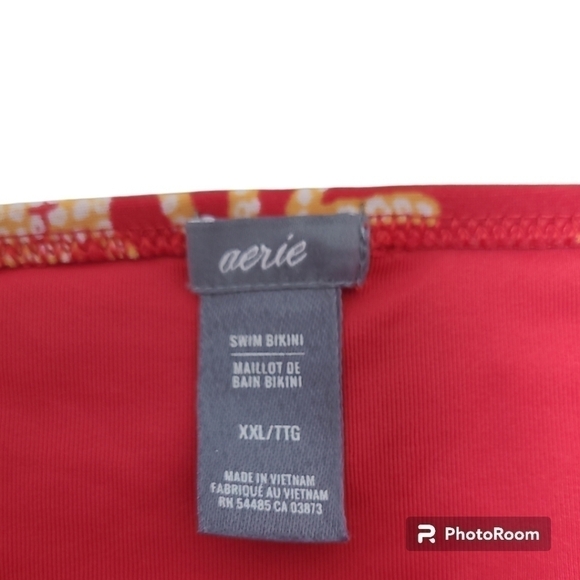 aerie
SWIM BIKINI
MAILLOT DE
BAIN BIKINI
XXL/TTG
MADE IN VIETNAM
FABRIQUÉ AU VIETNAM
RN 54485 CA 03873
PhotoRoom